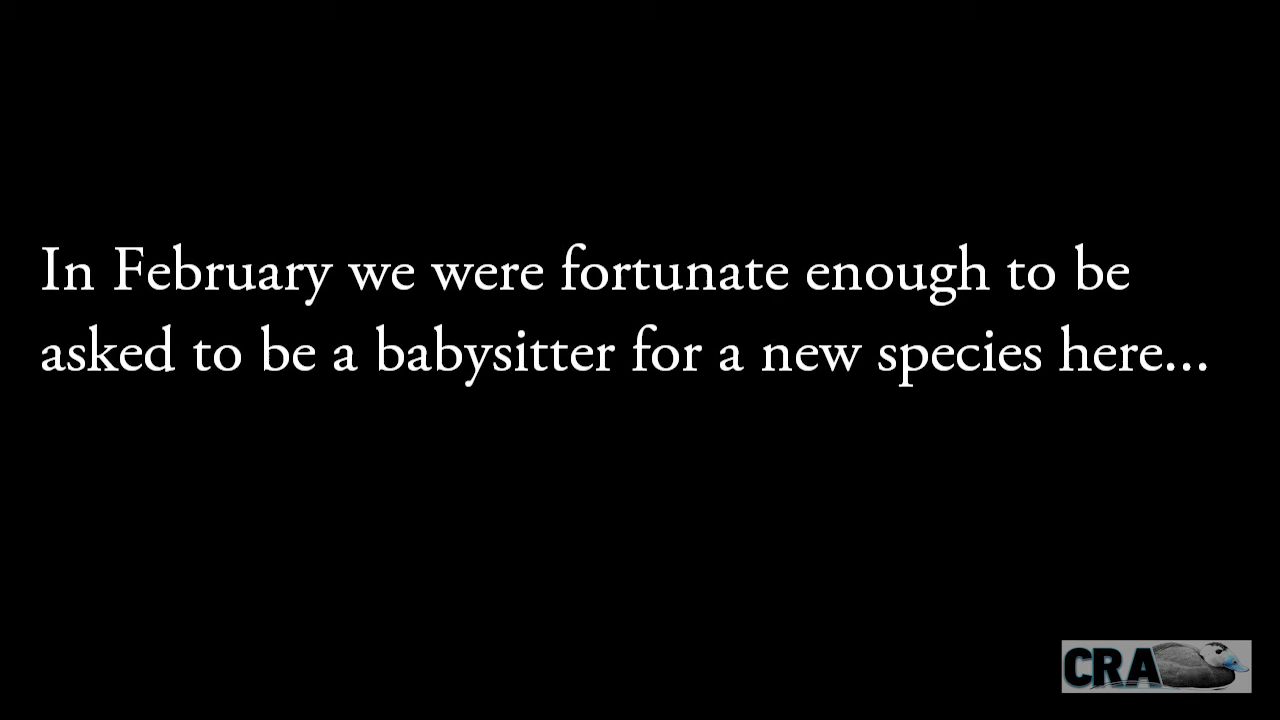 In February we were fortunate enough to be
asked to be a babysitter for a new species here...
CRA